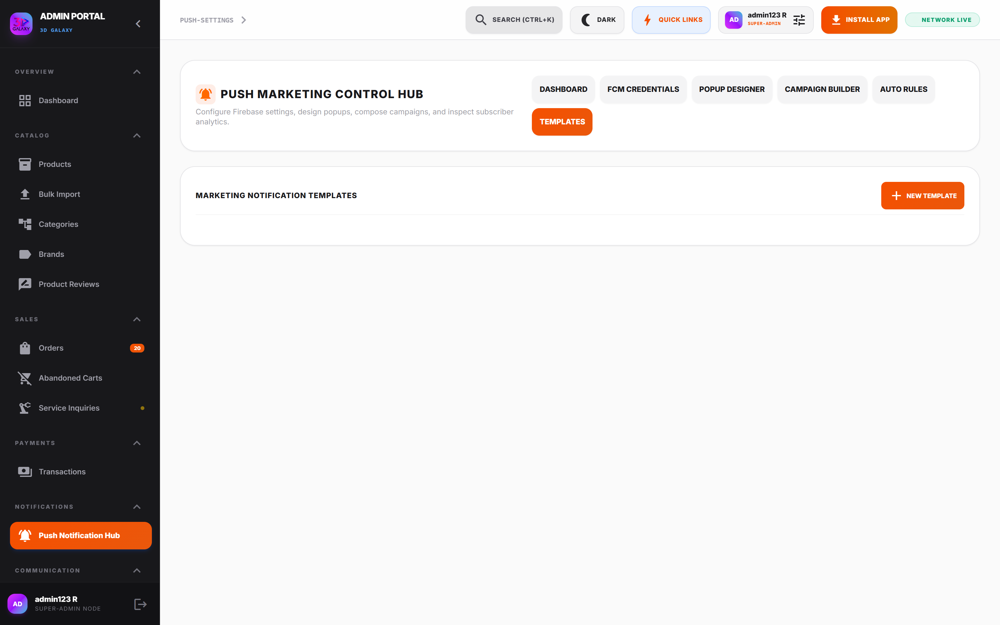 3D
GALAXY
ADMIN PORTAL
3D GALAXY
OVERVIEW
Dashboard
CATALOG
Products
Bulk Import
Categories
Brands
Product Reviews
SALES
Orders
20
Abandoned Carts
Service Inquiries
PAYMENTS
Transactions
NOTIFICATIONS
Push Notification Hub
COMMUNICATION
AD
admin123 R
SUPER-ADMIN NODE
PUSH-SETTINGS
SEARCH (CTRL+K)
DARK
QUICK LINKS
AD
admin123 R
SUPER-ADMIN
INSTALL APP
NETWORK LIVE
PUSH MARKETING CONTROL HUB
Configure Firebase settings, design popups, compose campaigns, and inspect subscriber
analytics.
DASHBOARD
FCM CREDENTIALS
POPUP DESIGNER
CAMPAIGN BUILDER
AUTO RULES
TEMPLATES
MARKETING NOTIFICATION TEMPLATES
NEW TEMPLATE